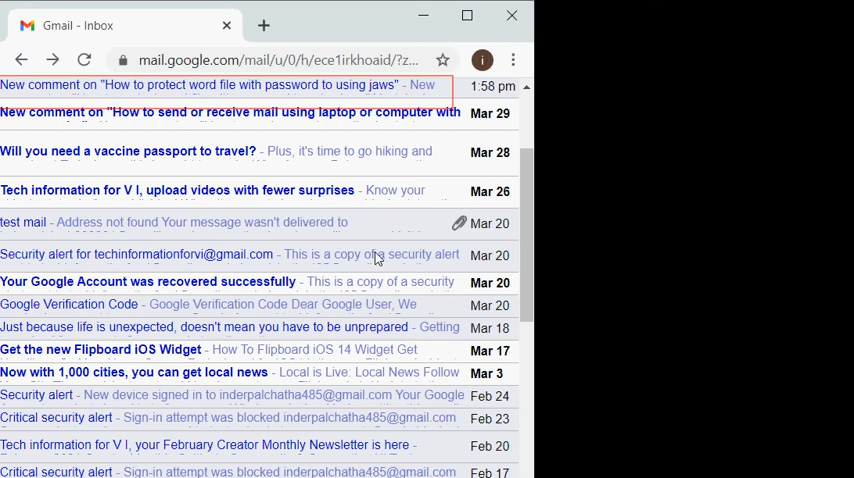 Gmail - Inbox
mail.google.com/mail/u/0/h/ece1irkhoaid/?z...
i
New comment on "How to protect word file with password to using jaws" - New 1:58 pm
New comment on "How to send or receive mail using laptop or computer with Mar 29
Will you need a vaccine passport to travel? - Plus, it's time to go hiking and Mar 28
Tech information for V I, upload videos with fewer surprises - Know your Mar 26
test mail - Address not found Your message wasn't delivered to Mar 20
Security alert for techinformationforvi@gmail.com - This is a copy of a security alert Mar 20
Your Google Account was recovered successfully - This is a copy of a security Mar 20
Google Verification Code - Google Verification Code Dear Google User, We Mar 20
Just because life is unexpected, doesn't mean you have to be unprepared - Getting Mar 18
Get the new Flipboard iOS Widget - How To Flipboard iOS 14 Widget Get Mar 17
Now with 1,000 cities, you can get local news - Local is Live: Local News Follow Mar 3
Security alert - New device signed in to inderpalchatha485@gmail.com Your Google Feb 24
Critical security alert - Sign-in attempt was blocked inderpalchatha485@gmail.com Feb 23
Tech information for V I, your February Creator Monthly Newsletter is here - Feb 20
Critical security alert - Sign-in attempt was blocked inderpalchatha485@gmail.com Feb 17